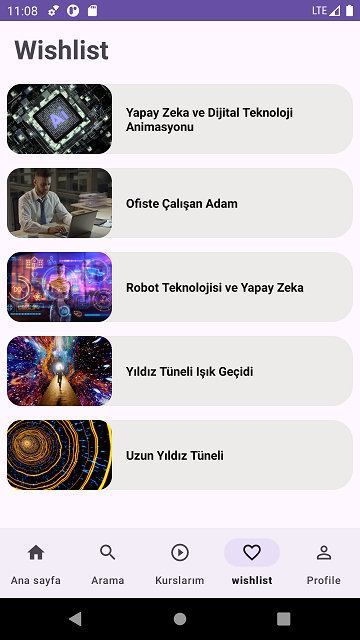 11:08
LTE
Wishlist
Ai
Yapay Zeka ve Dijital Teknoloji
Animasyonu
Ofiste Çalışan Adam
Robot Teknolojisi ve Yapay Zeka
Yıldız Tüneli Işık Geçidi
Uzun Yıldız Tüneli
Ana sayfa
Arama
Kurslarım
wishlist
Profile